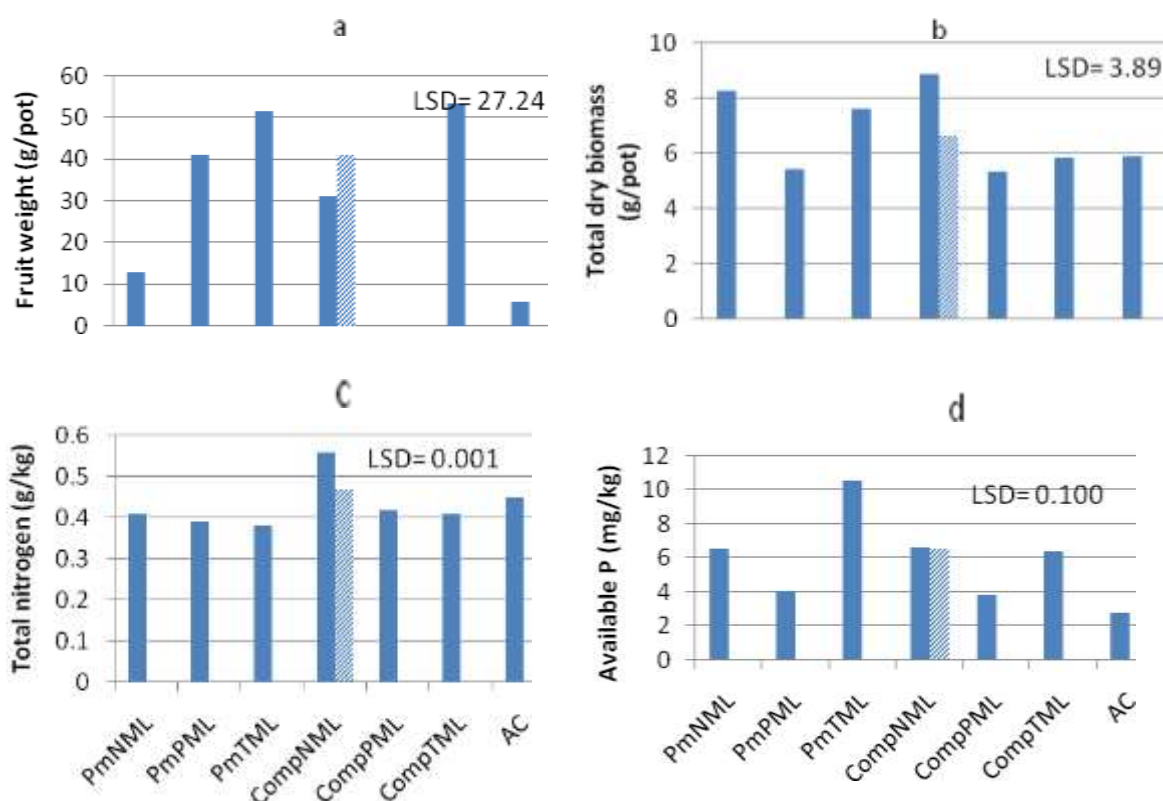 a
Fruit weight (g/pot)
60
50
40
30
20
10
0
LSD= 27.24
b
Total dry biomass
(g/pot)
10
8
6
4
2
0
LSD= 3.89
c
Total nitrogen (g/kg)
0.6
0.5
0.4
0.3
0.2
0.1
0
LSD= 0.001
PmNML
PmPML
PmTML
CompNML
CompPML
CompTML
AC
d
Available P (mg/kg)
12
10
8
6
4
2
0
LSD= 0.100
PmNML
PmPML
PmTML
CompNML
CompPML
CompTML
AC